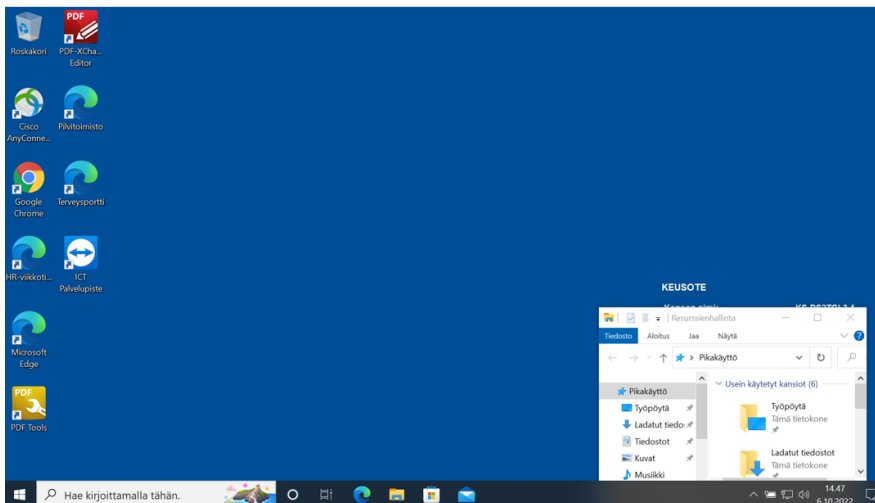 Roskakori
PDF
PDF-XCha...
Editor
Cisco
AnyConne...
Pilvitoimisto
Google
Chrome
Terveysportti
HR-viikkoti...
ICT
Palvelupiste
Microsoft
Edge
PDF
PDF Tools
KEUSOTE
Resurssienhallinta
Tiedosto
Aloitus
Jaa
Näytä
Pikakäyttö
Pikakäyttö
Työpöytä
Ladatut tiedo
Tiedostot
Kuvat
Musiikki
Usein käytetyt kansiot (6)
Työpöytä
Tämä tietokone
Ladatut tiedostot
Tämä tietokone
Hae kirjoittamalla tähän.
14.47
6.10.2022